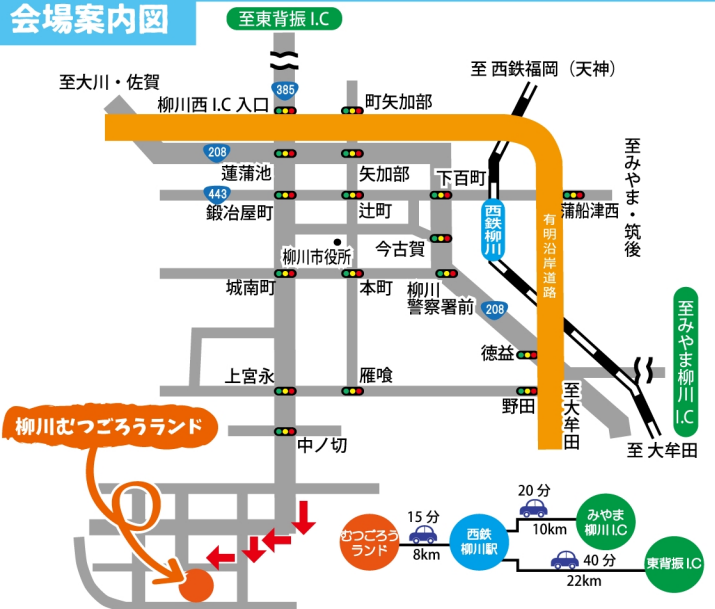 会場案内図
至東背振I.C
至大川・佐賀
385
至 西鉄福岡（天神）
柳川西I.C入口
町矢加部
208
蓮蒲池
矢加部
下百町
至みやま・筑後
443
鍛冶屋町
辻町
西鉄柳川
蒲船津西
有明沿岸道路
柳川市役所
今古賀
城南町
本町
柳川
警察署前
208
至みやま柳川I.C
徳益
上宮永
雁喰
野田
至大牟田
柳川むつごろうランド
中ノ切
至 大牟田
むつごろう
ランド
15分
8km
西鉄
柳川駅
20分
10km
みやま
柳川I.C
40分
22km
東背振I.C